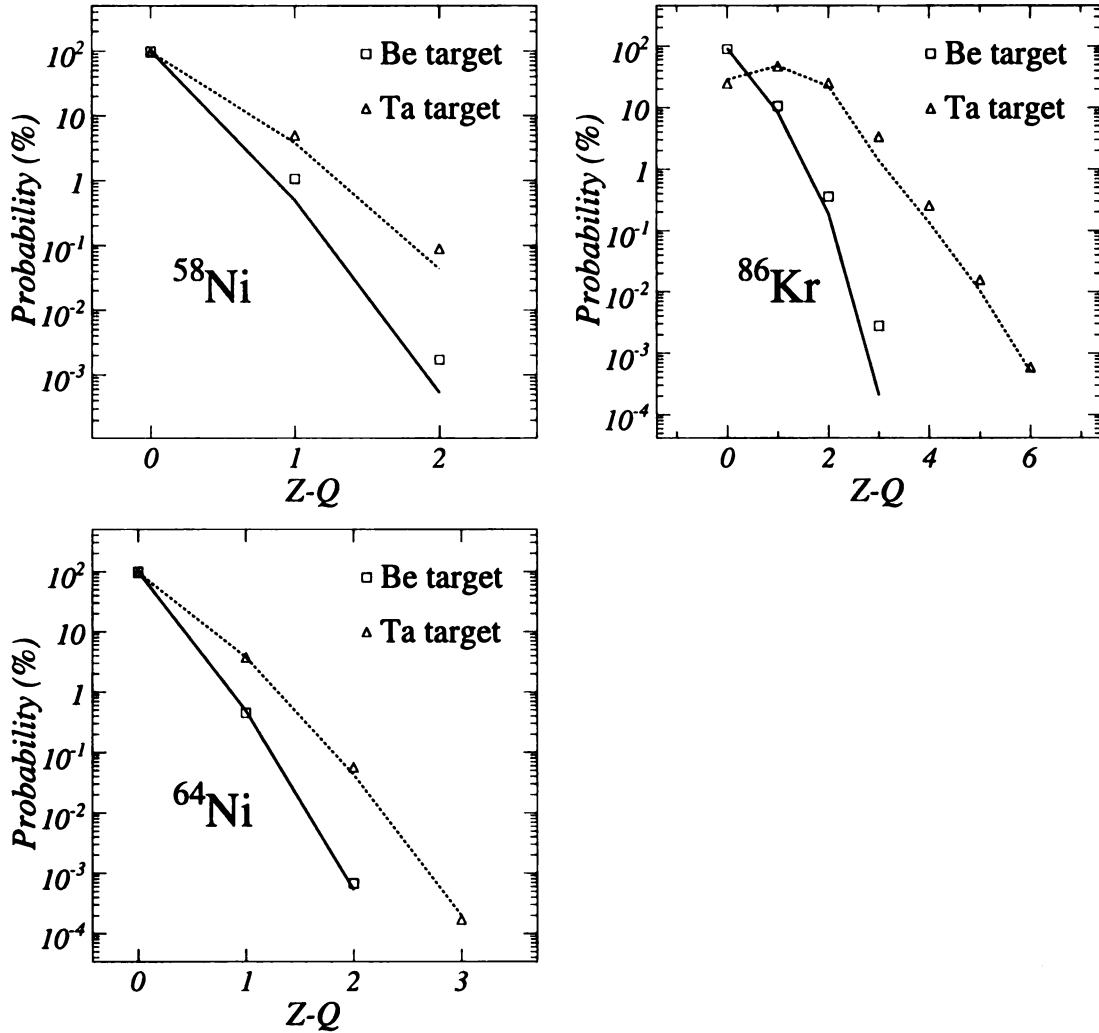 Probability (%)
10²
10
1
10⁻¹
10⁻²
10⁻³
□ Be target
△ Ta target
⁵⁸Ni
0 1 2
Z-Q
Probability (%)
10²
10
1
10⁻¹
10⁻²
10⁻³
10⁻⁴
□ Be target
△ Ta target
⁸⁶Kr
0 2 4 6
Z-Q
Probability (%)
10²
10
1
10⁻¹
10⁻²
10⁻³
10⁻⁴
□ Be target
△ Ta target
⁶⁴Ni
0 1 2 3
Z-Q